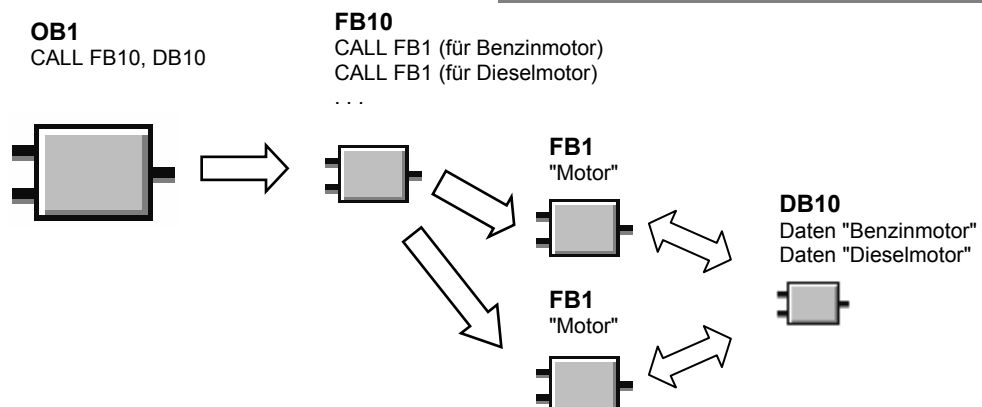 OB1
CALL FB10, DB10
FB10
CALL FB1 (für Benzinmotor)
CALL FB1 (für Dieselmotor)
. . .
FB1
"Motor"
DB10
Daten "Benzinmotor"
Daten "Dieselmotor"
FB1
"Motor"